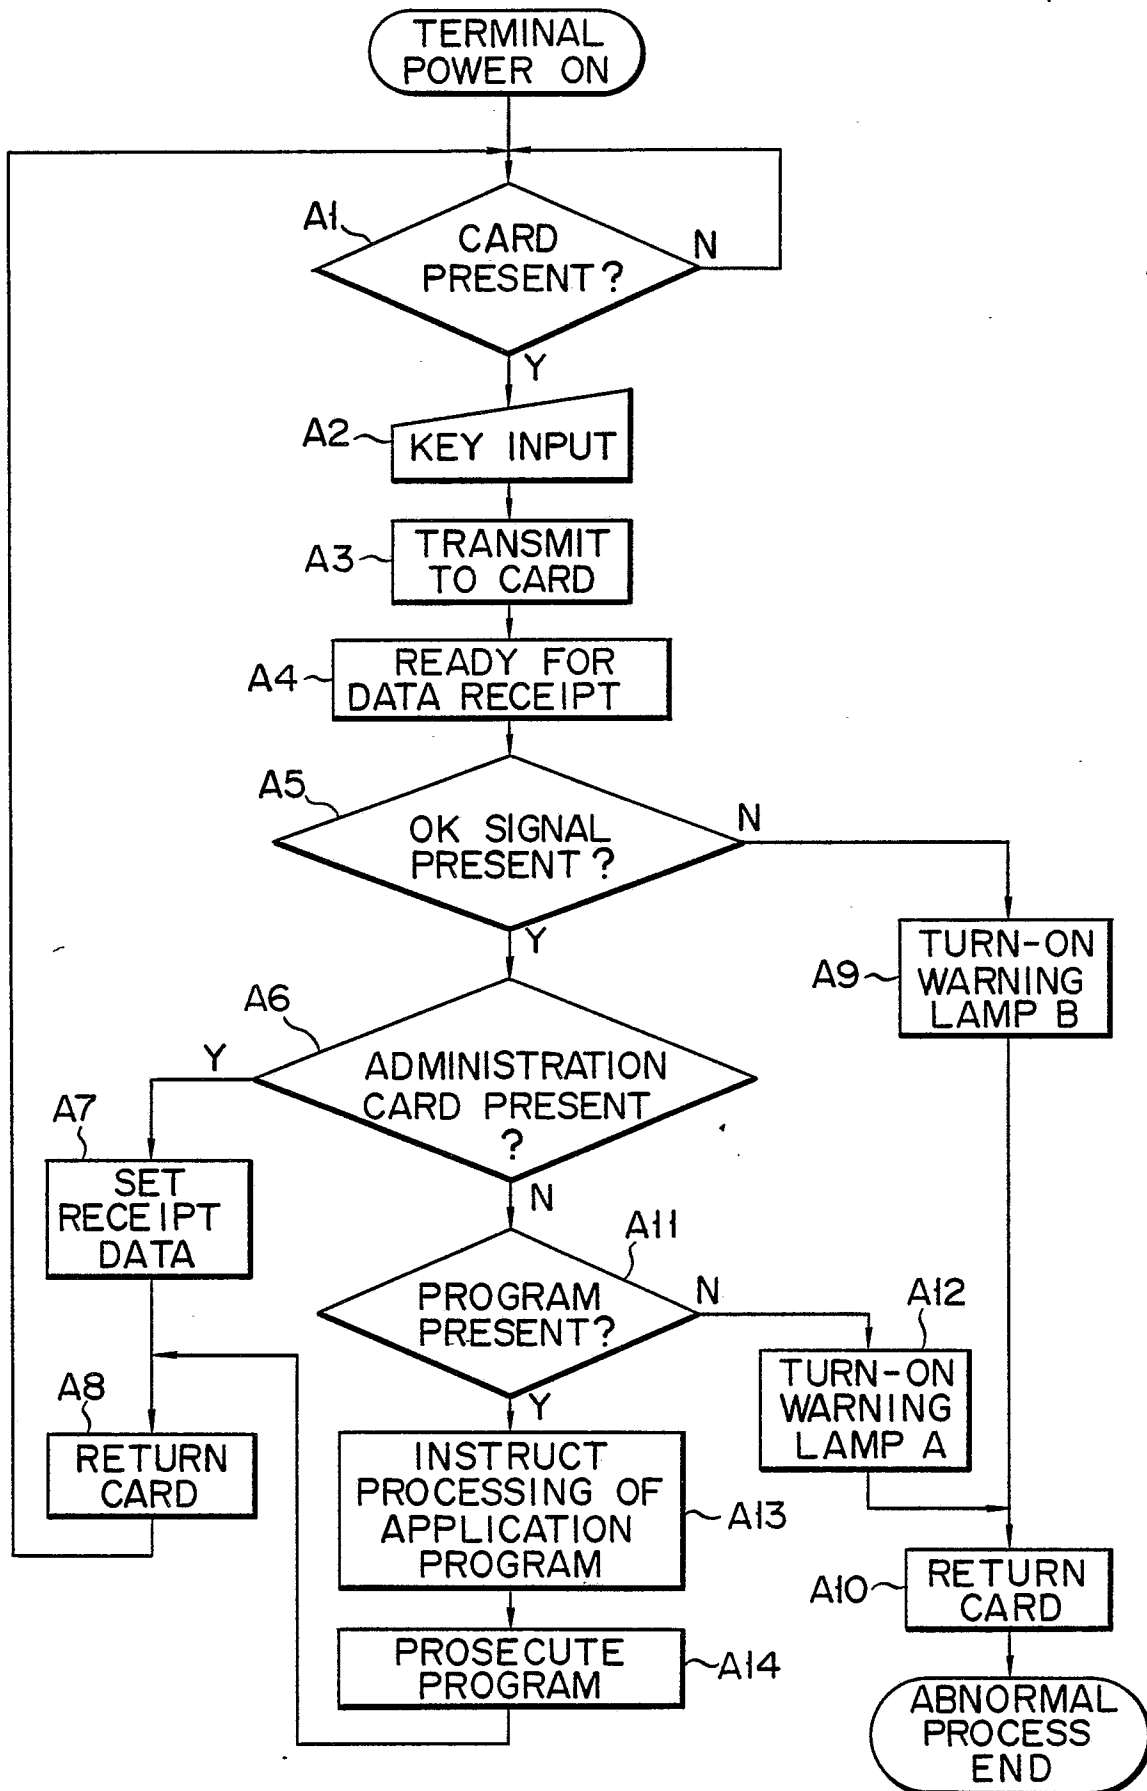 TERMINAL
POWER ON
A1
CARD
PRESENT?
N
Y
A2
KEY INPUT
A3
TRANSMIT
TO CARD
A4
READY FOR
DATA RECEIPT
A5
OK SIGNAL
PRESENT?
N
Y
A9
TURN-ON
WARNING
LAMP B
A6
Y
ADMINISTRATION
CARD PRESENT
?
N
A7
SET
RECEIPT
DATA
A11
PROGRAM
PRESENT?
N
Y
A12
TURN-ON
WARNING
LAMP A
A8
RETURN
CARD
INSTRUCT
PROCESSING OF
APPLICATION
PROGRAM
A13
A10
RETURN
CARD
PROSECUTE
PROGRAM
A14
ABNORMAL
PROCESS
END